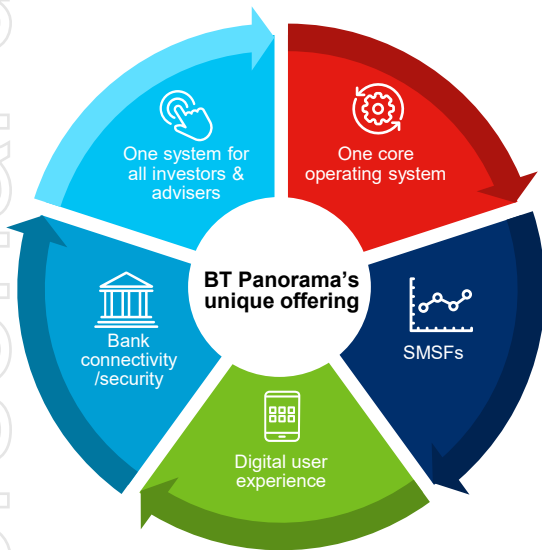 One system for
all investors &
advisers
One core
operating system
BT Panorama's
unique offering
Bank
connectivity
/security
SMSFs
Digital user
experience